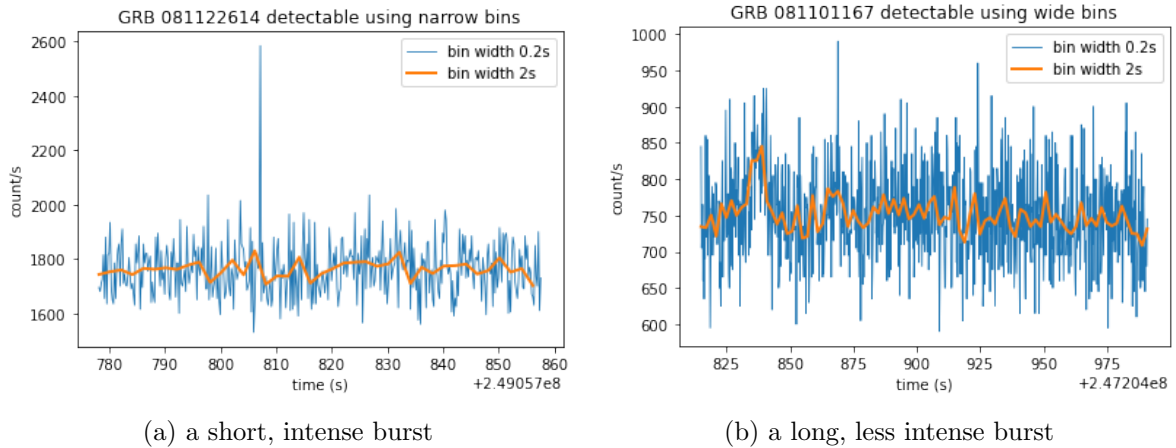 GRB 081122614 detectable using narrow bins
2600
2400
2200
2000
1800
1600
count/s
bin width 0.2s
bin width 2s
780
790
800
810
820
830
840
850
860
time (s)
+2.49057e8
(a) a short, intense burst
GRB 081101167 detectable using wide bins
1000
950
900
850
800
750
700
650
600
count/s
bin width 0.2s
bin width 2s
825
850
875
900
925
950
975
time (s)
+2.47204e8
(b) a long, less intense burst